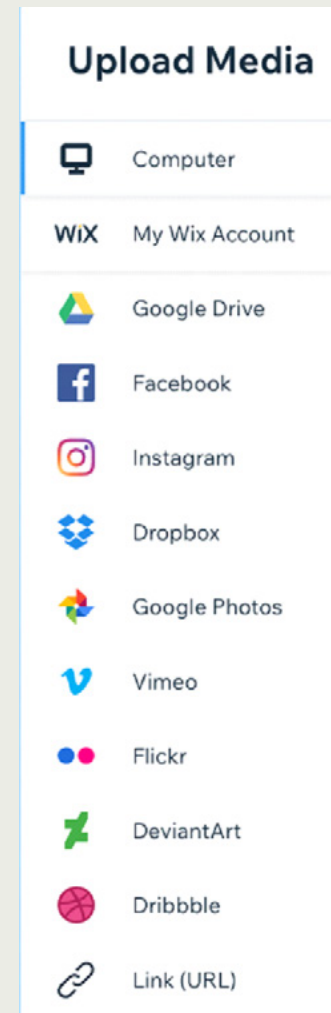 Upload Media
Computer
WiX My Wix Account
Google Drive
f Facebook
Instagram
Dropbox
Google Photos
Vimeo
Flickr
DeviantArt
Dribbble
Link (URL)